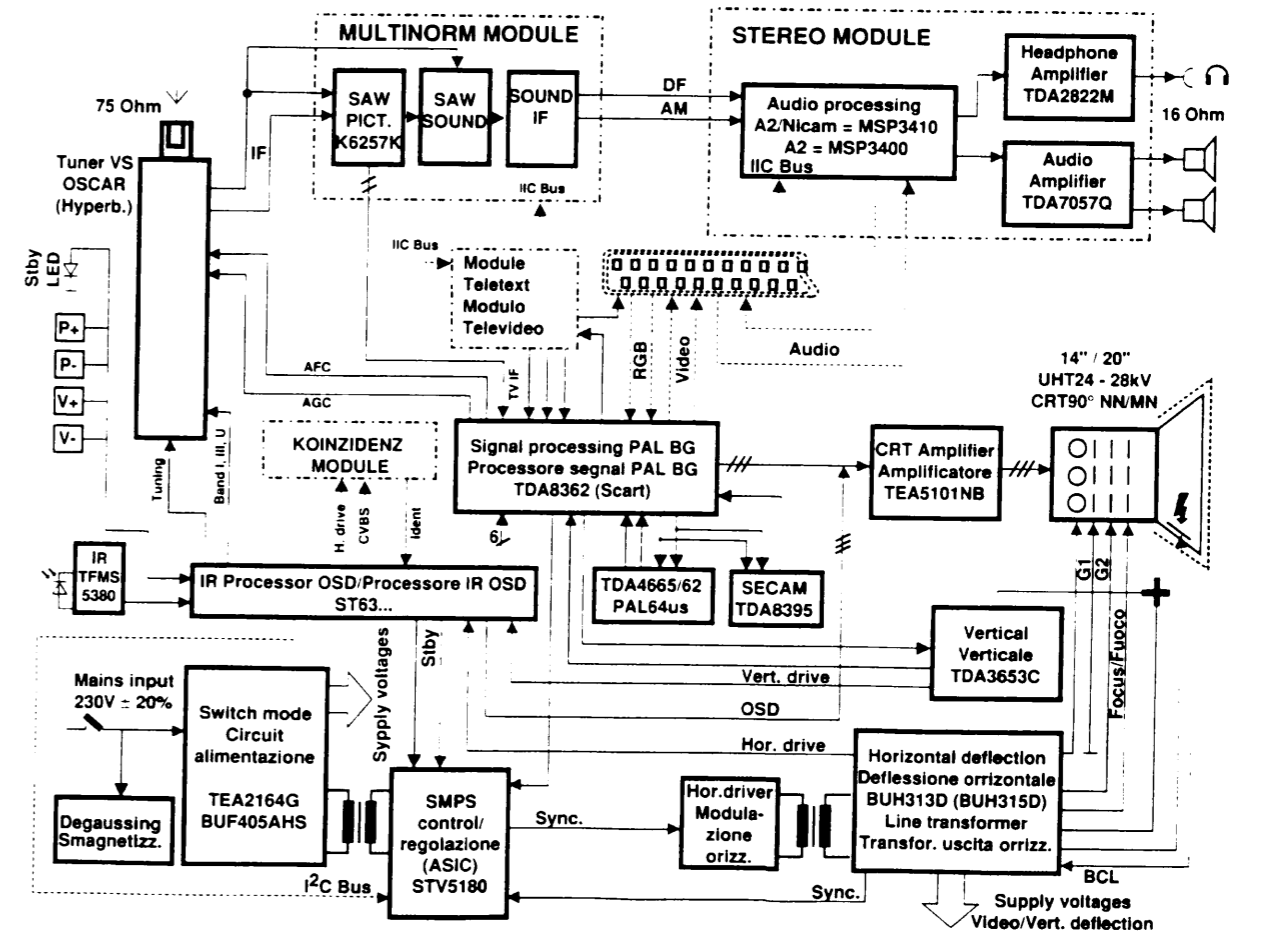 MULTINORM MODULE
STEREO MODULE
75 Ohm
Tuner VS
OSCAR
(Hyperb.)
IF
SAW
PICT.
K6257K
SAW
SOUND
SOUND
IF
IIC Bus
DF
AM
Audio processing
A2/Nicam = MSP3410
A2 = MSP3400
IIC Bus
Headphone
Amplifier
TDA2822M
16 Ohm
Audio
Amplifier
TDA7057Q
Stby
LED
P+
P-
V+
V-
IIC Bus
Module
Teletext
Modulo
Televideo
RGB
Video
Audio
AFC
AGC
TV IF
Tuning
Band I, III, U
KOINZIDENZ
MODULE
H. drive
CVBS
Ident
Signal processing PAL BG
Processore segnal PAL BG
TDA8362 (Scart)
6
CRT Amplifier
Amplificatore
TEA5101NB
14" / 20"
UHT24 - 28kV
CRT90° NN/MN
G1
G2
Focus/Fuoco
IR
TFMS
5380
IR Processor OSD/Processore IR OSD
ST63...
TDA4665/62
PAL64us
SECAM
TDA8395
Vertical
Verticale
TDA3653C
Vert. drive
OSD
Hor. drive
Sypply voltages
Stby
Mains input
230V ± 20%
Switch mode
Circuit
alimentazione
TEA2164G
BUF405AHS
Degaussing
Smagnetizz.
I2C Bus
SMPS
control/
regolazione
(ASIC)
STV5180
Sync.
Hor.driver
Modula-
zione
orizz.
Horizontal deflection
Deflessione orrizontale
BUH313D (BUH315D)
Line transformer
Transfor. uscita orrizz.
Sync.
BCL
Supply voltages
Video/Vert. deflection